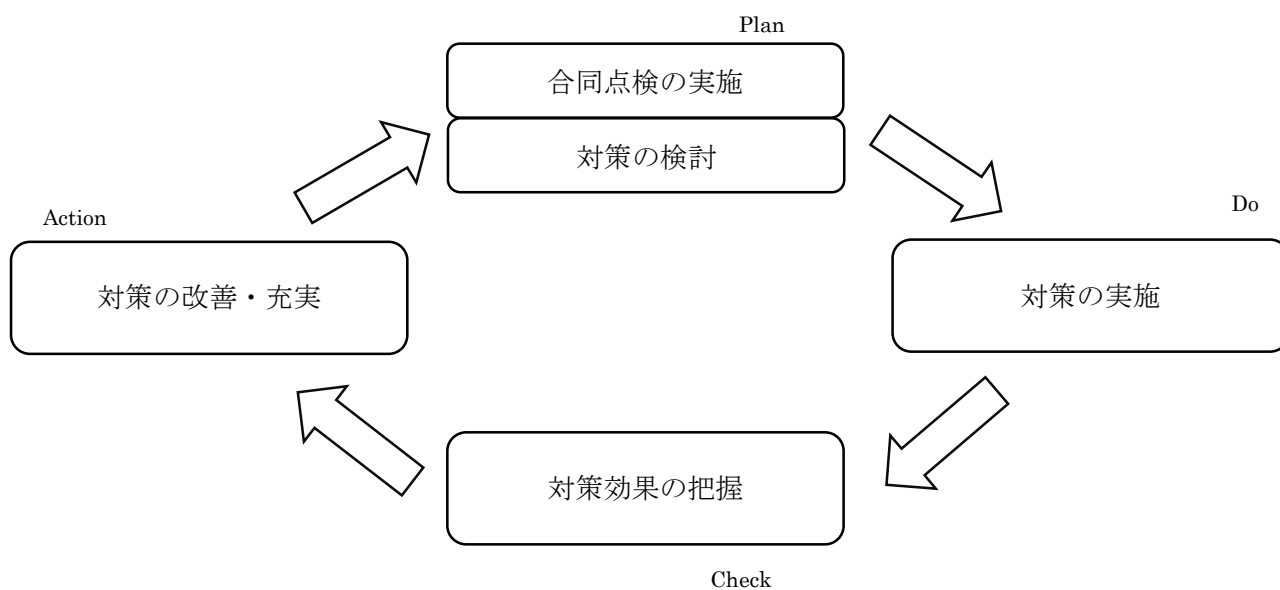 Plan
合同点検の実施
対策の検討
Action
Do
対策の改善・充実
対策の実施
対策効果の把握
Check